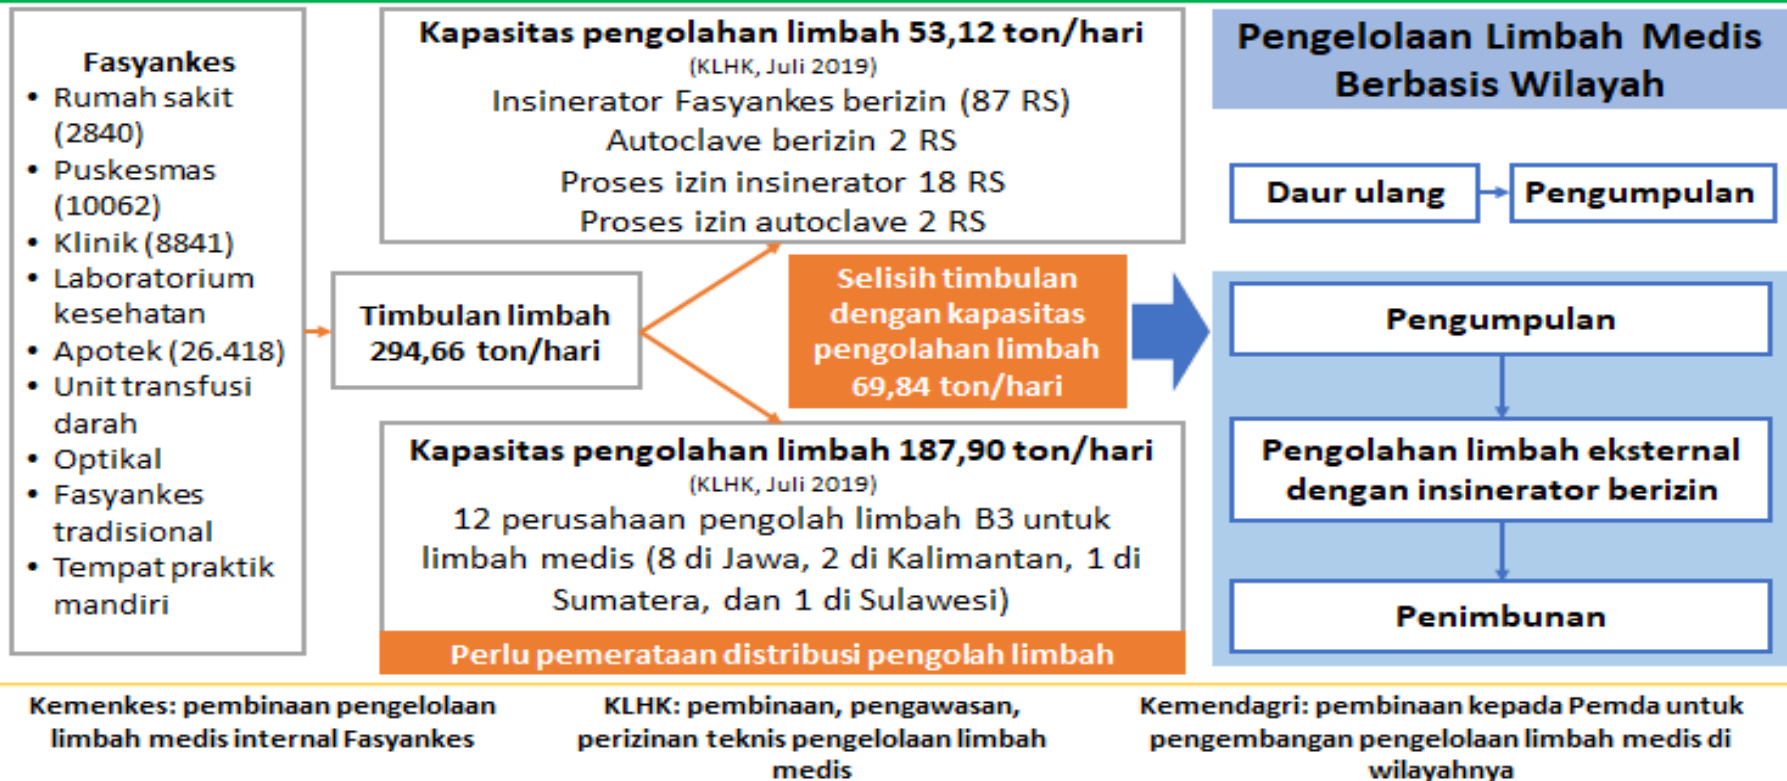 Fasyankes
• Rumah sakit
(2840)
• Puskesmas
(10062)
• Klinik (8841)
• Laboratorium
kesehatan
• Apotek (26.418)
• Unit transfusi
darah
• Optikal
• Fasyankes
tradisional
• Tempat praktik
mandiri
Timbulan limbah
294,66 ton/hari
Kapasitas pengolahan limbah 53,12 ton/hari
(KLHK, Juli 2019)
Insinerator Fasyankes berizin (87 RS)
Autoclave berizin 2 RS
Proses izin insinerator 18 RS
Proses izin autoclave 2 RS
Selisih timbulan
dengan kapasitas
pengolahan limbah
69,84 ton/hari
Kapasitas pengolahan limbah 187,90 ton/hari
(KLHK, Juli 2019)
12 perusahaan pengolah limbah B3 untuk
limbah medis (8 di Jawa, 2 di Kalimantan, 1 di
Sumatera, dan 1 di Sulawesi)
Perlu pemerataan distribusi pengolah limbah
Pengelolaan Limbah Medis
Berbasis Wilayah
Daur ulang
Pengumpulan
Pengumpulan
Pengolahan limbah eksternal
dengan insinerator berizin
Penimbunan
Kemenkes: pembinaan pengelolaan
limbah medis internal Fasyankes
KLHK: pembinaan, pengawasan,
perizinan teknis pengelolaan limbah
medis
Kemendagri: pembinaan kepada Pemda untuk
pengembangan pengelolaan limbah medis di
wilayahnya